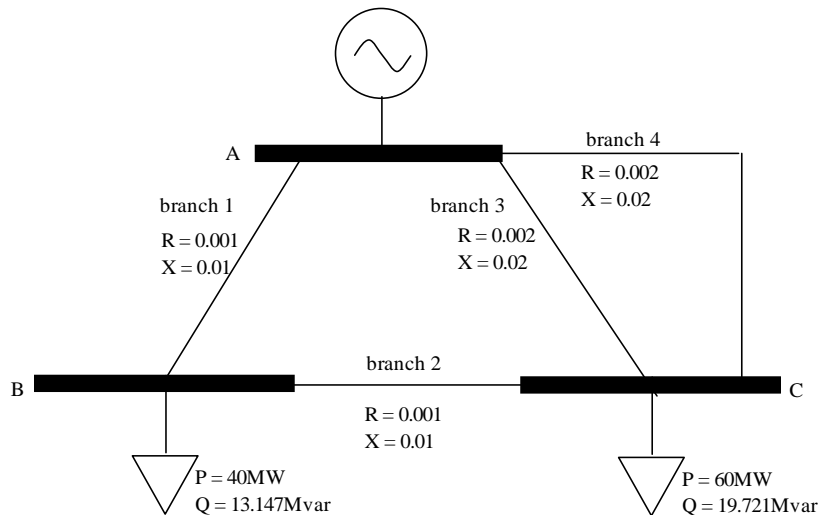 branch 4
A
R = 0.002
X = 0.02
branch 1
branch 3
R = 0.001
X = 0.01
R = 0.002
X = 0.02
branch 2
B
C
R = 0.001
X = 0.01
P = 40MW
Q = 13.147Mvar
P = 60MW
Q = 19.721Mvar